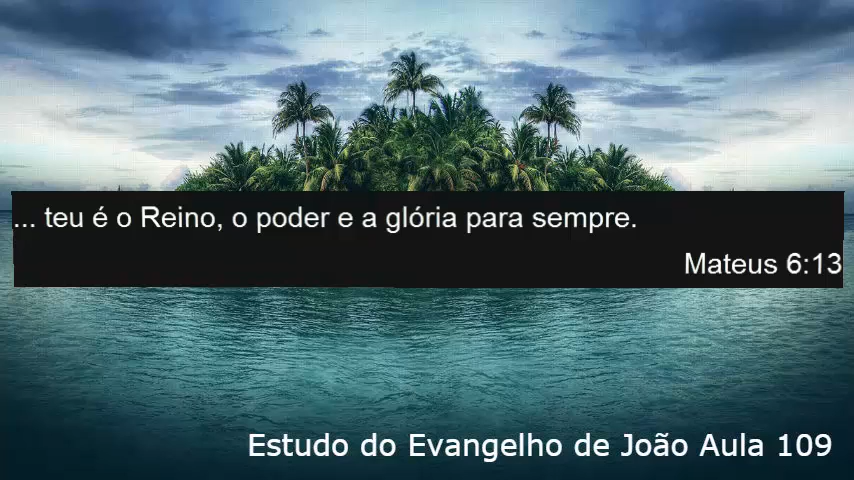 ... teu é o Reino, o poder e a glória para sempre.
Mateus 6:13
Estudo do Evangelho de João Aula 109